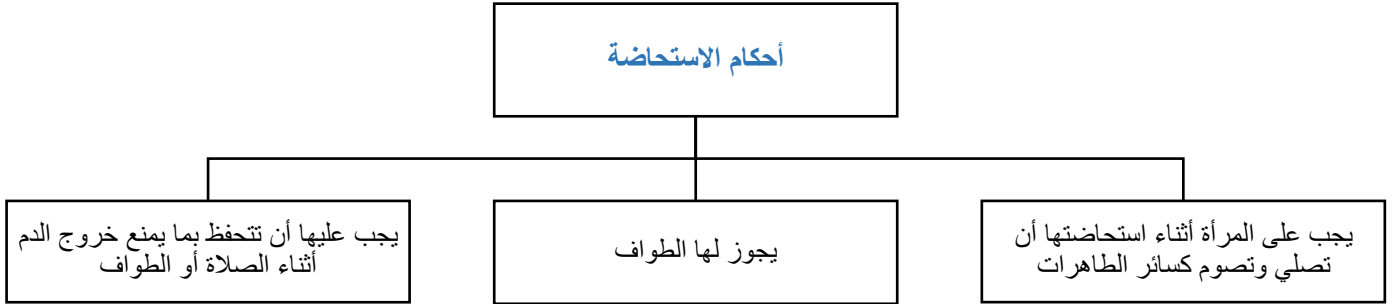 أحكام الاستحاضة
يجب على المرأة أثناء استحاضتها أن
تصلي وتصوم كسائر الطاهرات
يجوز لها الطواف
يجب عليها أن تتحفظ بما يمنع خروج الدم
أثناء الصلاة أو الطواف